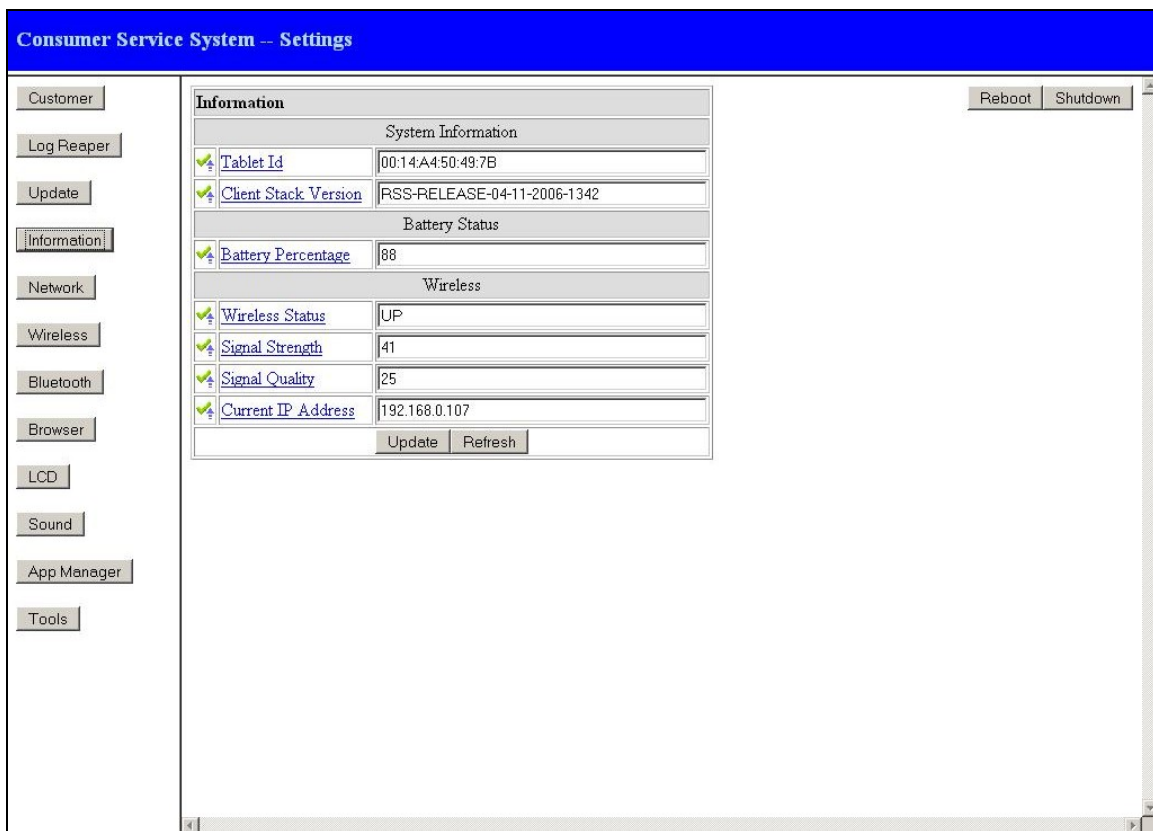 Consumer Service System -- Settings
Customer
Log Reaper
Update
Information
Network
Wireless
Bluetooth
Browser
LCD
Sound
App Manager
Tools
Information
System Information
Tablet Id 00:14:A4:50:49:7B
Client Stack Version RSS-RELEASE-04-11-2006-1342
Battery Status
Battery Percentage 88
Wireless
Wireless Status UP
Signal Strength 41
Signal Quality 25
Current IP Address 192.168.0.107
Update Refresh
Reboot Shutdown